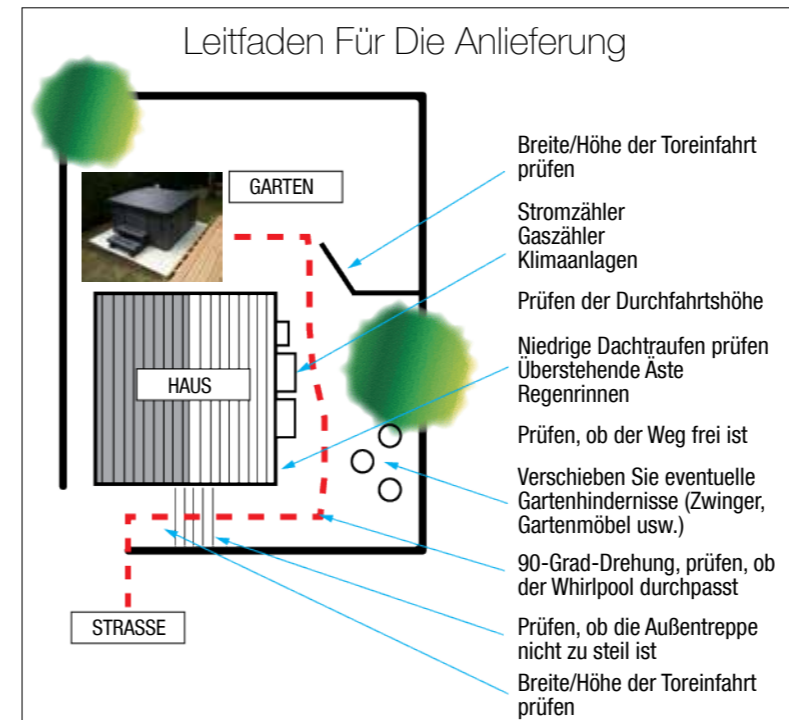 Leitfaden Für Die Anlieferung
GARTEN
HAUS
STRASSE
Breite/Höhe der Toreinfahrt
prüfen
Stromzähler
Gaszähler
Klimaanlagen
Prüfen der Durchfahrtshöhe
Niedrige Dachtraufen prüfen
Überstehende Äste
Regenrinnen
Prüfen, ob der Weg frei ist
Verschieben Sie eventuelle
Gartenhindernisse (Zwinger,
Gartenmöbel usw.)
90-Grad-Drehung, prüfen, ob
der Whirlpool durchpasst
Prüfen, ob die Außentreppe
nicht zu steil ist
Breite/Höhe der Toreinfahrt
prüfen